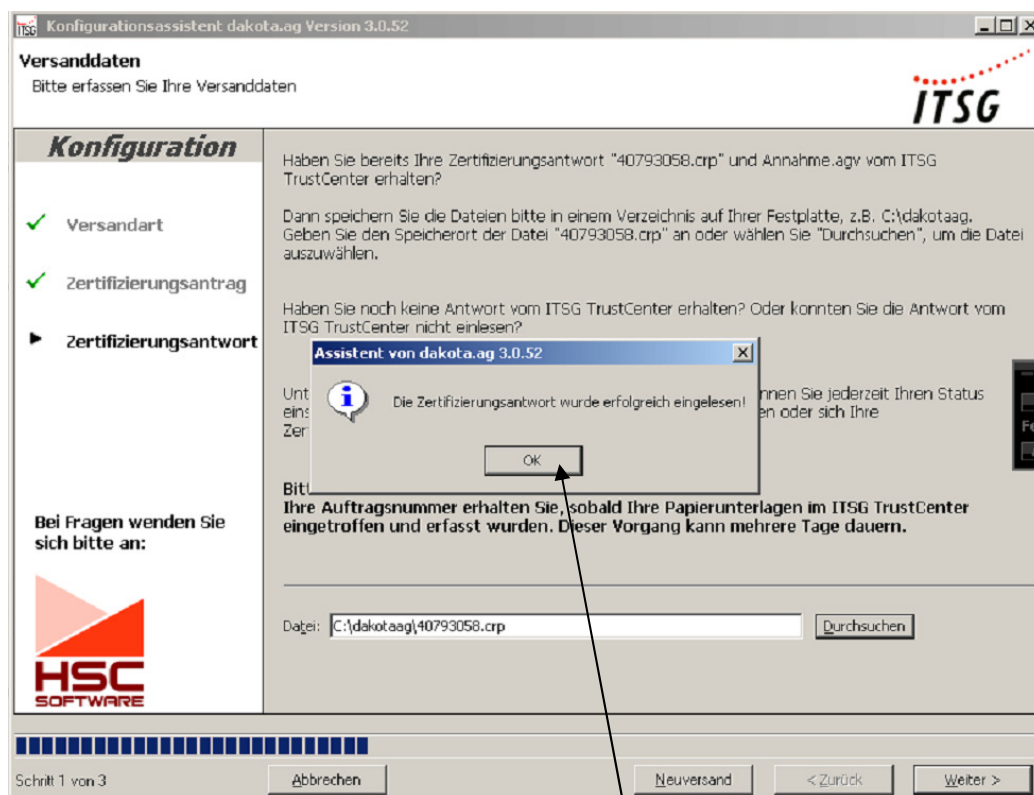 ITSG Konfigurationsassistent dakota.ag Version 3.0.52
Versanddaten
Bitte erfassen Sie Ihre Versanddaten
ITSG
Konfiguration
Versandart
Zertifizierungsantrag
Zertifizierungsantwort
Bei Fragen wenden Sie
sich bitte an:
HSC
SOFTWARE
Haben Sie bereits Ihre Zertifizierungsantwort "40793058.crp" und Annahme.agv vom ITSG
TrustCenter erhalten?
Dann speichern Sie die Dateien bitte in einem Verzeichnis auf Ihrer Festplatte, z.B. C:\dakotaag.
Geben Sie den Speicherort der Datei "40793058.crp" an oder wählen Sie "Durchsuchen", um die Datei
auszuwählen.
Haben Sie noch keine Antwort vom ITSG TrustCenter erhalten? Oder konnten Sie die Antwort vom
ITSG TrustCenter nicht einlesen?
Assistent von dakota.ag 3.0.52
Die Zertifizierungsantwort wurde erfolgreich eingelesen!
OK
Unt nnen Sie jederzeit Ihren Status
eins en oder sich Ihre
Zer
Bitt
Ihre Auftragsnummer erhalten Sie, sobald Ihre Papierunterlagen im ITSG TrustCenter
eingetroffen und erfasst wurden. Dieser Vorgang kann mehrere Tage dauern.
Datei: C:\dakotaag\40793058.crp Durchsuchen
Schritt 1 von 3 Abbrechen Neuversand < Zurück Weiter >
Fe